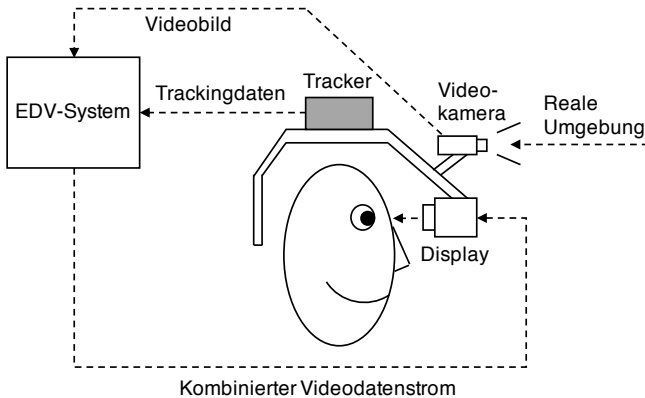 Videobild
EDV-System
Trackingdaten
Tracker
Video-
kamera
Reale
Umgebung
Display
Kombinierter Videodatenstrom